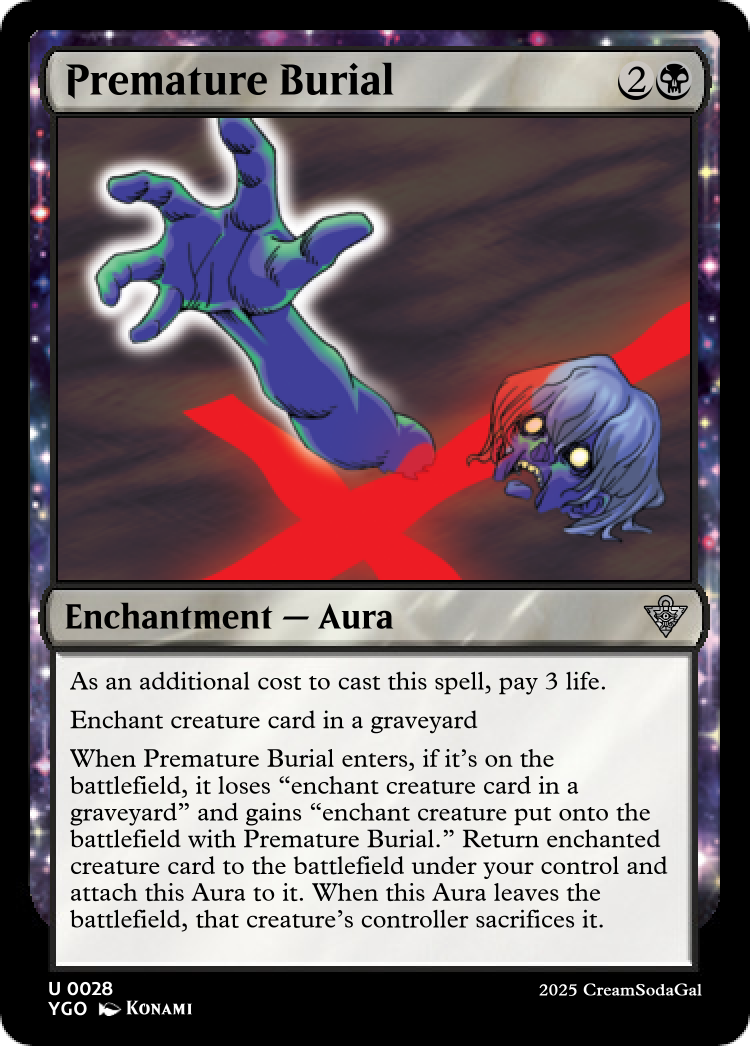 Premature Burial 2
Enchantment — Aura
As an additional cost to cast this spell, pay 3 life.
Enchant creature card in a graveyard
When Premature Burial enters, if it's on the
battlefield, it loses “enchant creature card in a
graveyard” and gains “enchant creature put onto the
battlefield with Premature Burial.” Return enchanted
creature card to the battlefield under your control and
attach this Aura to it. When this Aura leaves the
battlefield, that creature's controller sacrifices it.
U 0028
YGO KONAMI
2025 CreamSodaGal